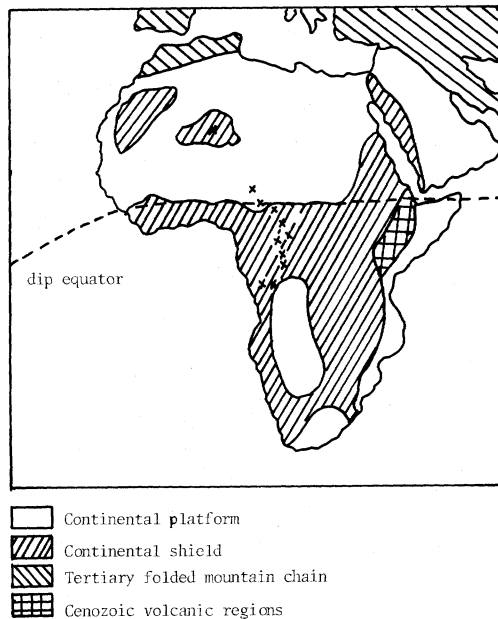 dip equator
Continental platform
Continental shield
Tertiary folded mountain chain
Cenozoic volcanic regions